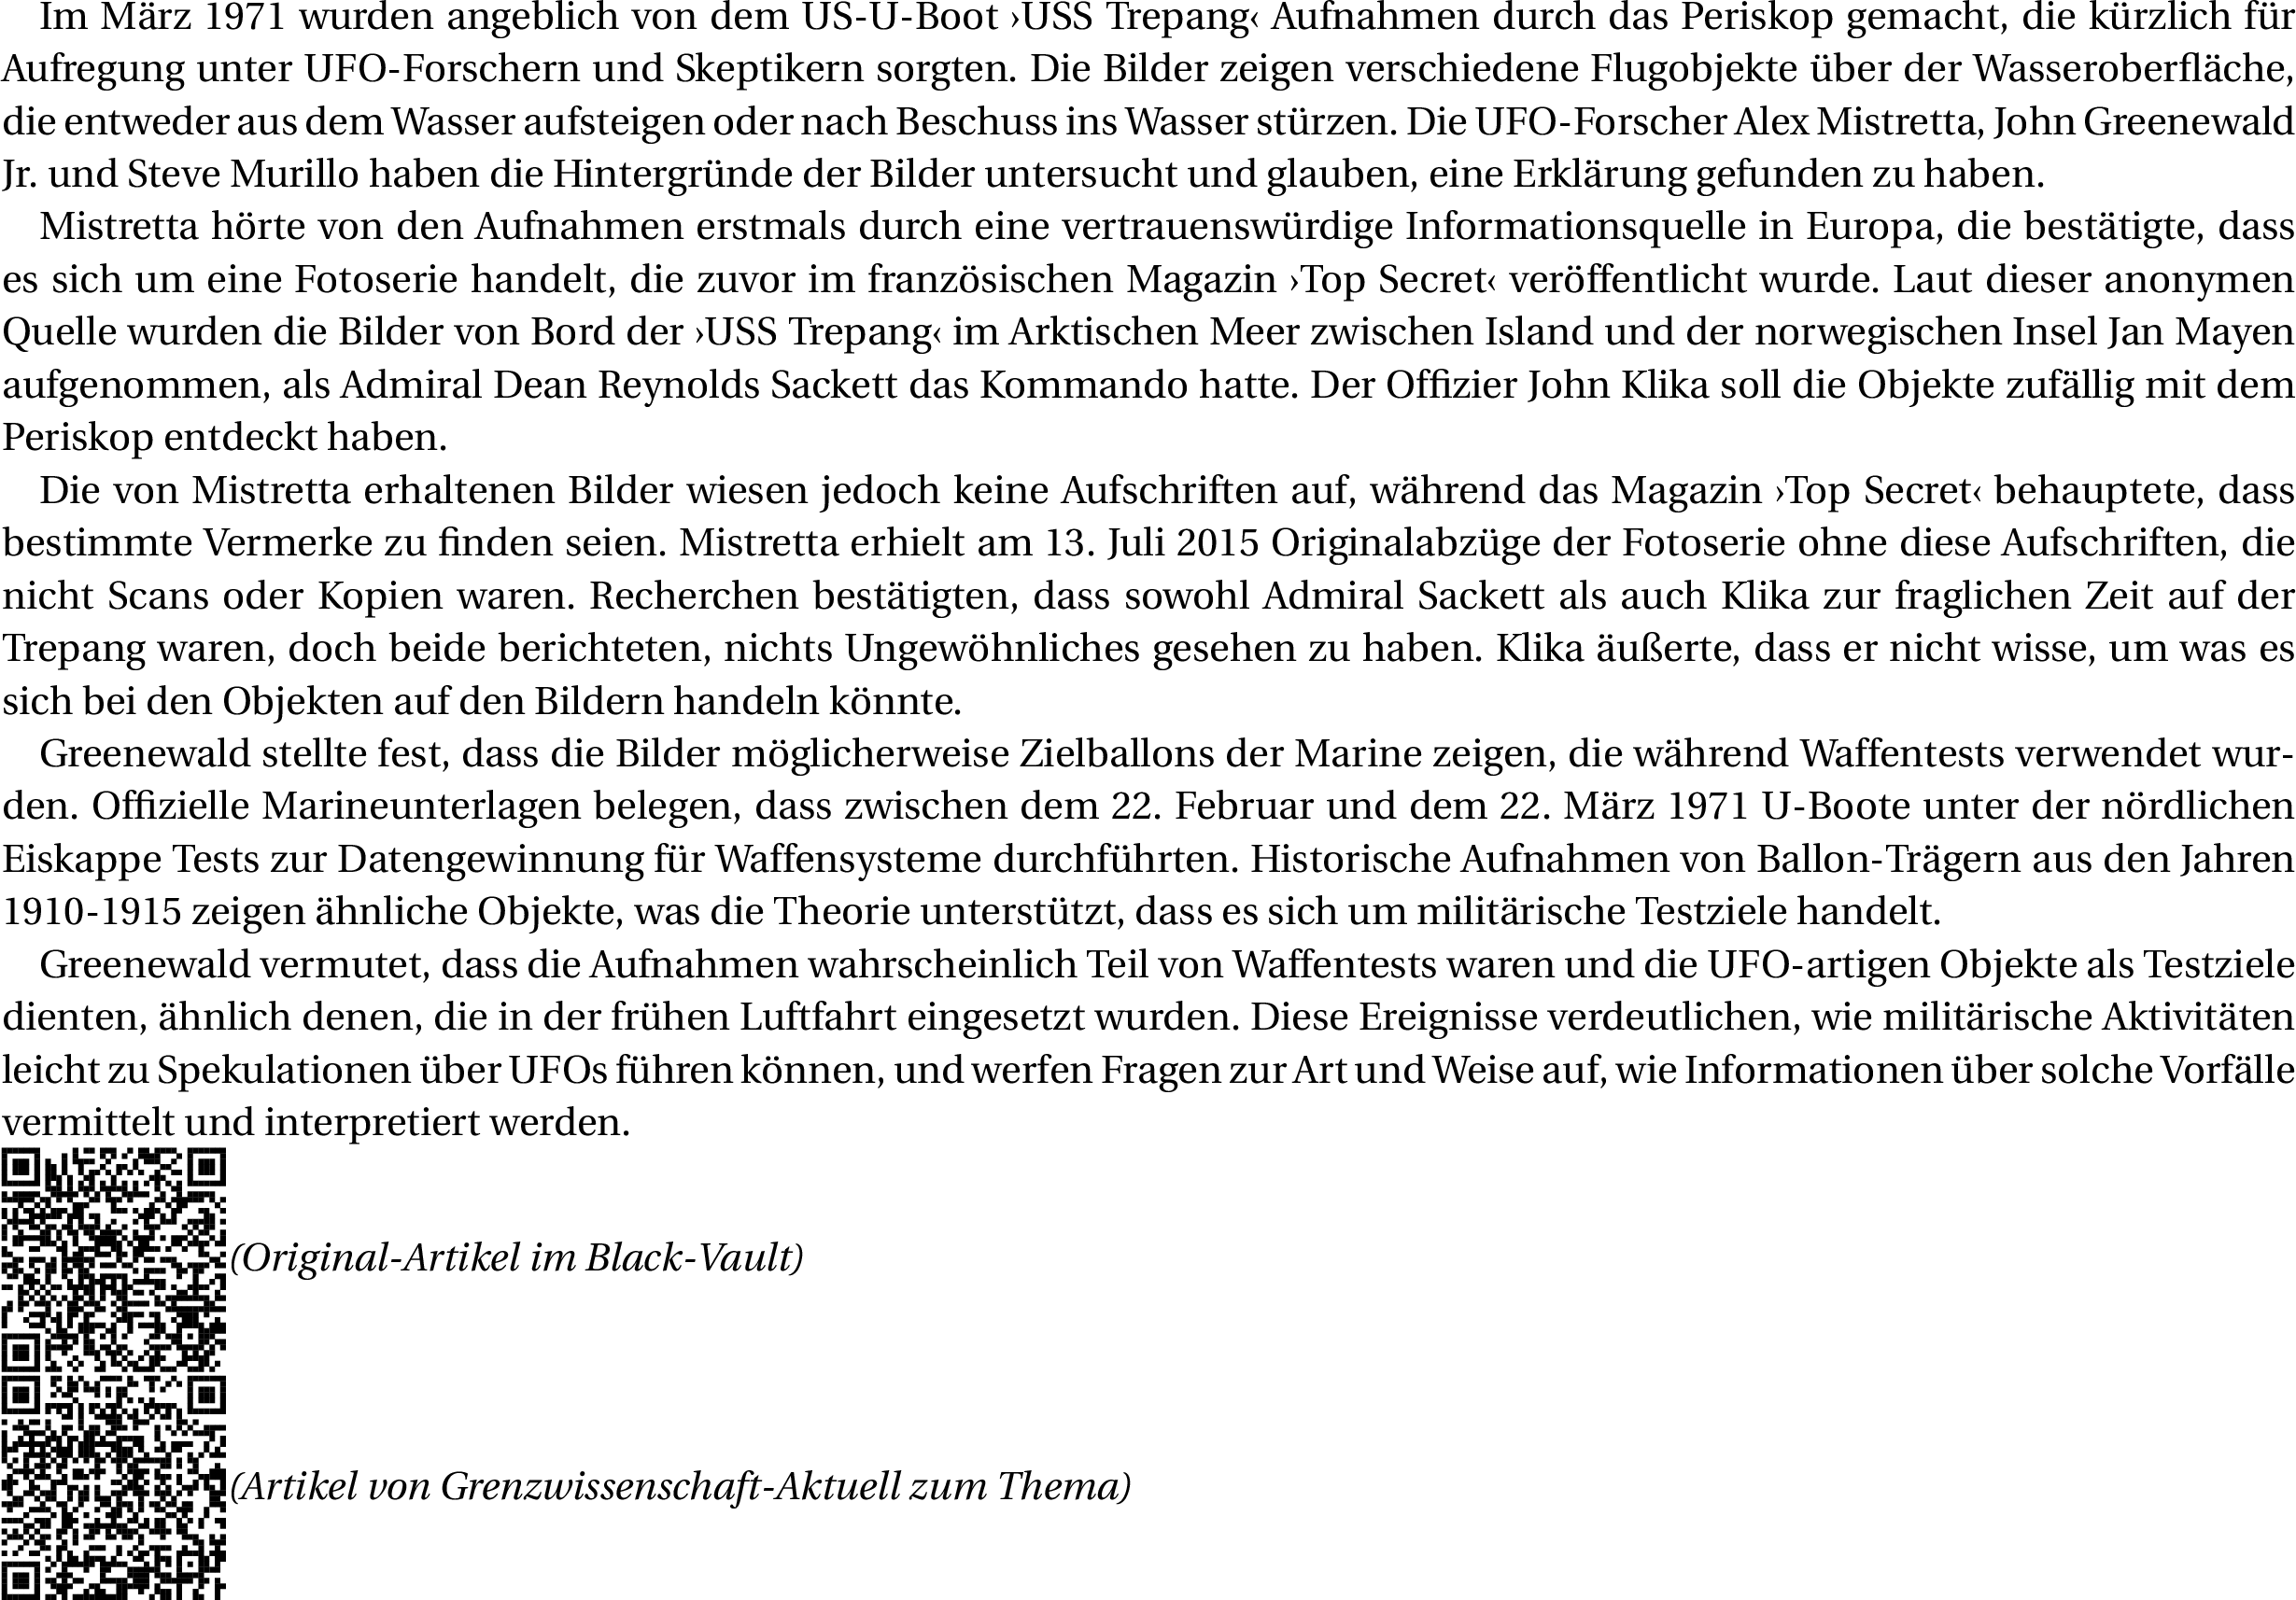 Im März 1971 wurden angeblich von dem US-U-Boot ›USS Trepang‹ Aufnahmen durch das Periskop gemacht, die kürzlich für
Aufregung unter UFO-Forschern und Skeptikern sorgten. Die Bilder zeigen verschiedene Flugobjekte über der Wasseroberfläche,
die entweder aus dem Wasser aufsteigen oder nach Beschuss ins Wasser stürzen. Die UFO-Forscher Alex Mistretta, John Greenewald
Jr. und Steve Murillo haben die Hintergründe der Bilder untersucht und glauben, eine Erklärung gefunden zu haben.
Mistretta hörte von den Aufnahmen erstmals durch eine vertrauenswürdige Informationsquelle in Europa, die bestätigte, dass
es sich um eine Fotoserie handelt, die zuvor im französischen Magazin ›Top Secret‹ veröffentlicht wurde. Laut dieser anonymen
Quelle wurden die Bilder von Bord der ›USS Trepang‹ im Arktischen Meer zwischen Island und der norwegischen Insel Jan Mayen
aufgenommen, als Admiral Dean Reynolds Sackett das Kommando hatte. Der Offizier John Klika soll die Objekte zufällig mit dem
Periskop entdeckt haben.
Die von Mistretta erhaltenen Bilder wiesen jedoch keine Aufschriften auf, während das Magazin ›Top Secret‹ behauptete, dass
bestimmte Vermerke zu finden seien. Mistretta erhielt am 13. Juli 2015 Originalabzüge der Fotoserie ohne diese Aufschriften, die
nicht Scans oder Kopien waren. Recherchen bestätigten, dass sowohl Admiral Sackett als auch Klika zur fraglichen Zeit auf der
Trepang waren, doch beide berichteten, nichts Ungewöhnliches gesehen zu haben. Klika äußerte, dass er nicht wisse, um was es
sich bei den Objekten auf den Bildern handeln könnte.
Greenewald stellte fest, dass die Bilder möglicherweise Zielballons der Marine zeigen, die während Waffentests verwendet wur-
den. Offizielle Marineunterlagen belegen, dass zwischen dem 22. Februar und dem 22. März 1971 U-Boote unter der nördlichen
Eiskappe Tests zur Datengewinnung für Waffensysteme durchführten. Historische Aufnahmen von Ballon-Trägern aus den Jahren
1910-1915 zeigen ähnliche Objekte, was die Theorie unterstützt, dass es sich um militärische Testziele handelt.
Greenewald vermutet, dass die Aufnahmen wahrscheinlich Teil von Waffentests waren und die UFO-artigen Objekte als Testziele
dienten, ähnlich denen, die in der frühen Luftfahrt eingesetzt wurden. Diese Ereignisse verdeutlichen, wie militärische Aktivitäten
leicht zu Spekulationen über UFOs führen können, und werfen Fragen zur Art und Weise auf, wie Informationen über solche Vorfälle
vermittelt und interpretiert werden.
(Original-Artikel im Black-Vault)
(Artikel von Grenzwissenschaft-Aktuell zum Thema)